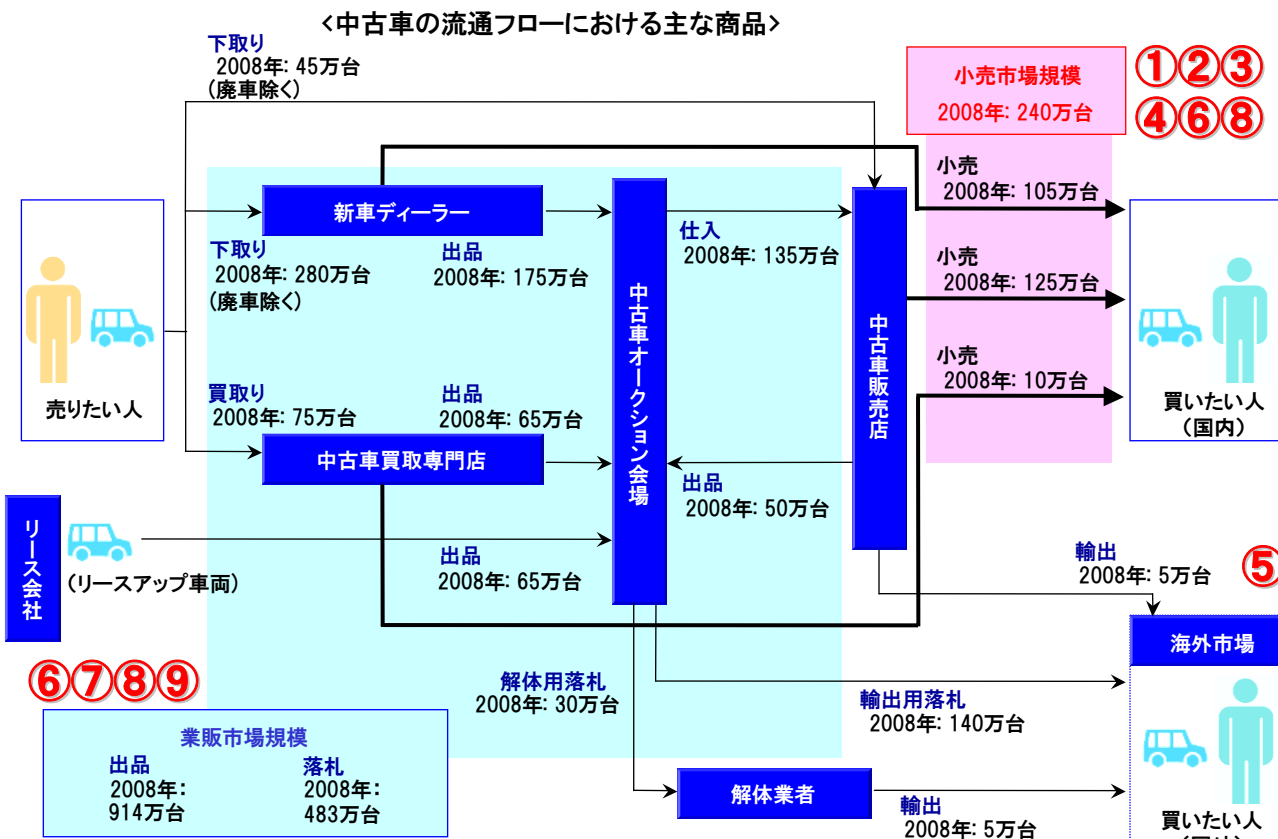 <中古車の流通フローにおける主な商品>
下取り
2008年: 45万台
(廃車除く)
小売市場規模
2008年: 240万台
①②③
④⑥⑧
新車ディーラー
下取り
2008年: 280万台
(廃車除く)
出品
2008年: 175万台
仕入
2008年: 135万台
小売
2008年: 105万台
小売
2008年: 125万台
小売
2008年: 10万台
売りたい人
買いたい人
(国内)
中古車オークション会場
中古車販売店
買取り
2008年: 75万台
出品
2008年: 65万台
中古車買取専門店
出品
2008年: 50万台
リース会社
(リースアップ車両)
出品
2008年: 65万台
輸出
2008年: 5万台
⑤
海外市場
⑥⑦⑧⑨
業販市場規模
出品
2008年:
914万台
落札
2008年:
483万台
解体用落札
2008年: 30万台
輸出用落札
2008年: 140万台
解体業者
輸出
2008年: 5万台
買いたい人